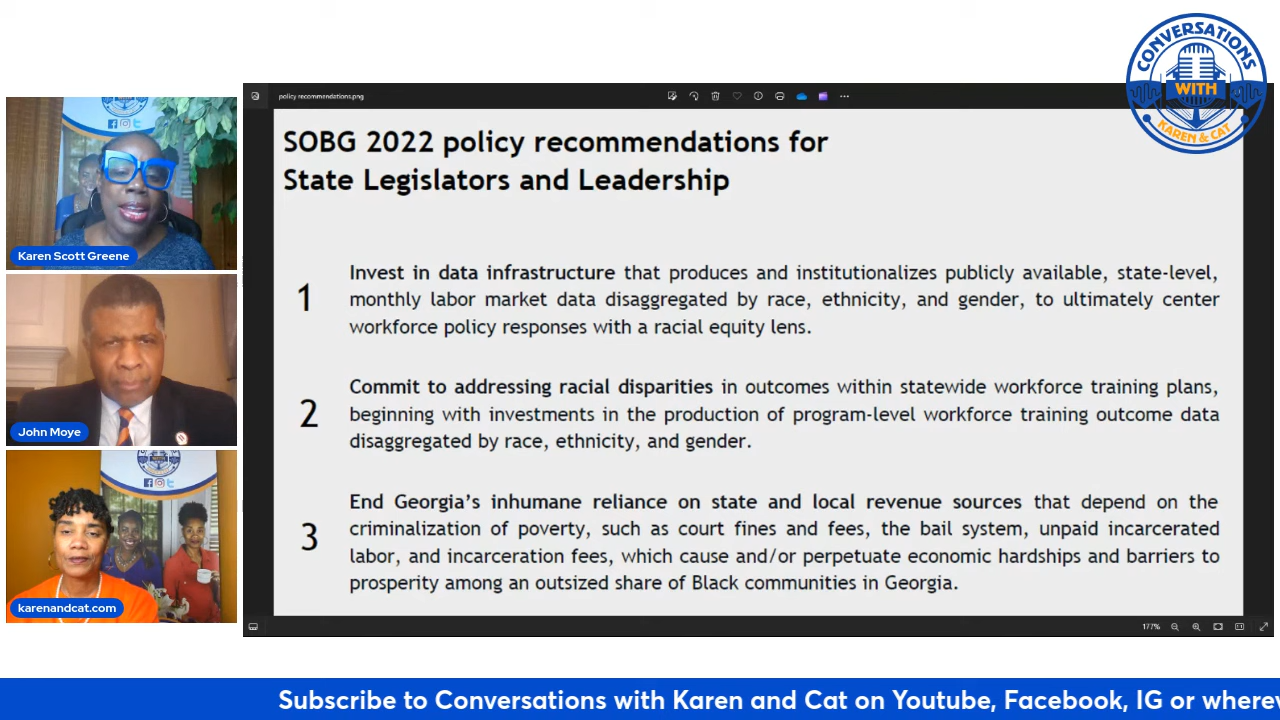 CONVERSATIONS
WITH
KAREN & CAT
policy recommendations.png
SOBG 2022 policy recommendations for
State Legislators and Leadership
1
Invest in data infrastructure that produces and institutionalizes publicly available, state-level,
monthly labor market data disaggregated by race, ethnicity, and gender, to ultimately center
workforce policy responses with a racial equity lens.
2
Commit to addressing racial disparities in outcomes within statewide workforce training plans,
beginning with investments in the production of program-level workforce training outcome data
disaggregated by race, ethnicity, and gender.
3
End Georgia's inhumane reliance on state and local revenue sources that depend on the
criminalization of poverty, such as court fines and fees, the bail system, unpaid incarcerated
labor, and incarceration fees, which cause and/or perpetuate economic hardships and barriers to
prosperity among an outsized share of Black communities in Georgia.
177%
Karen Scott Greene
John Moye
karenandcat.com
Subscribe to Conversations with Karen and Cat on Youtube, Facebook, IG or wherev